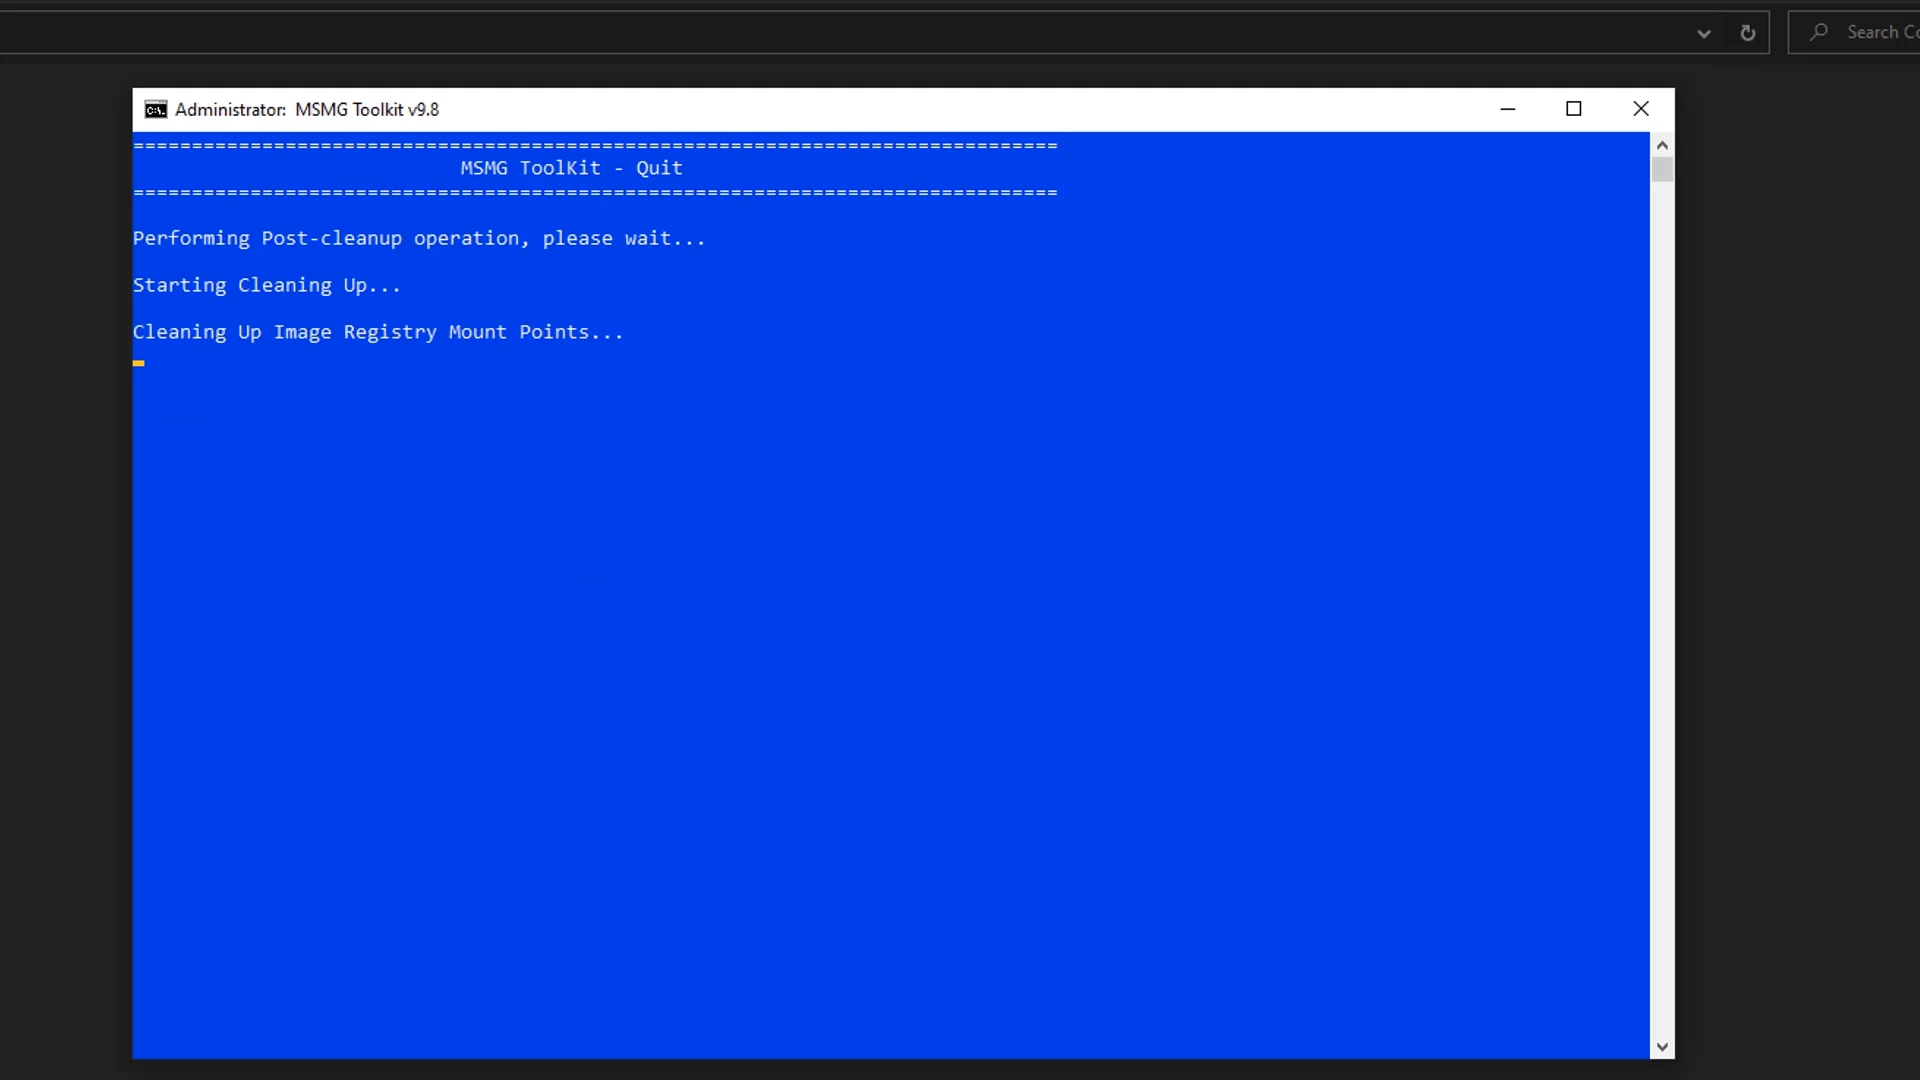 Search Co
Administrator: MSMG Toolkit v9.8
===============================================================================
MSMG ToolKit - Quit
===============================================================================
Performing Post-cleanup operation, please wait...
Starting Cleaning Up...
Cleaning Up Image Registry Mount Points...